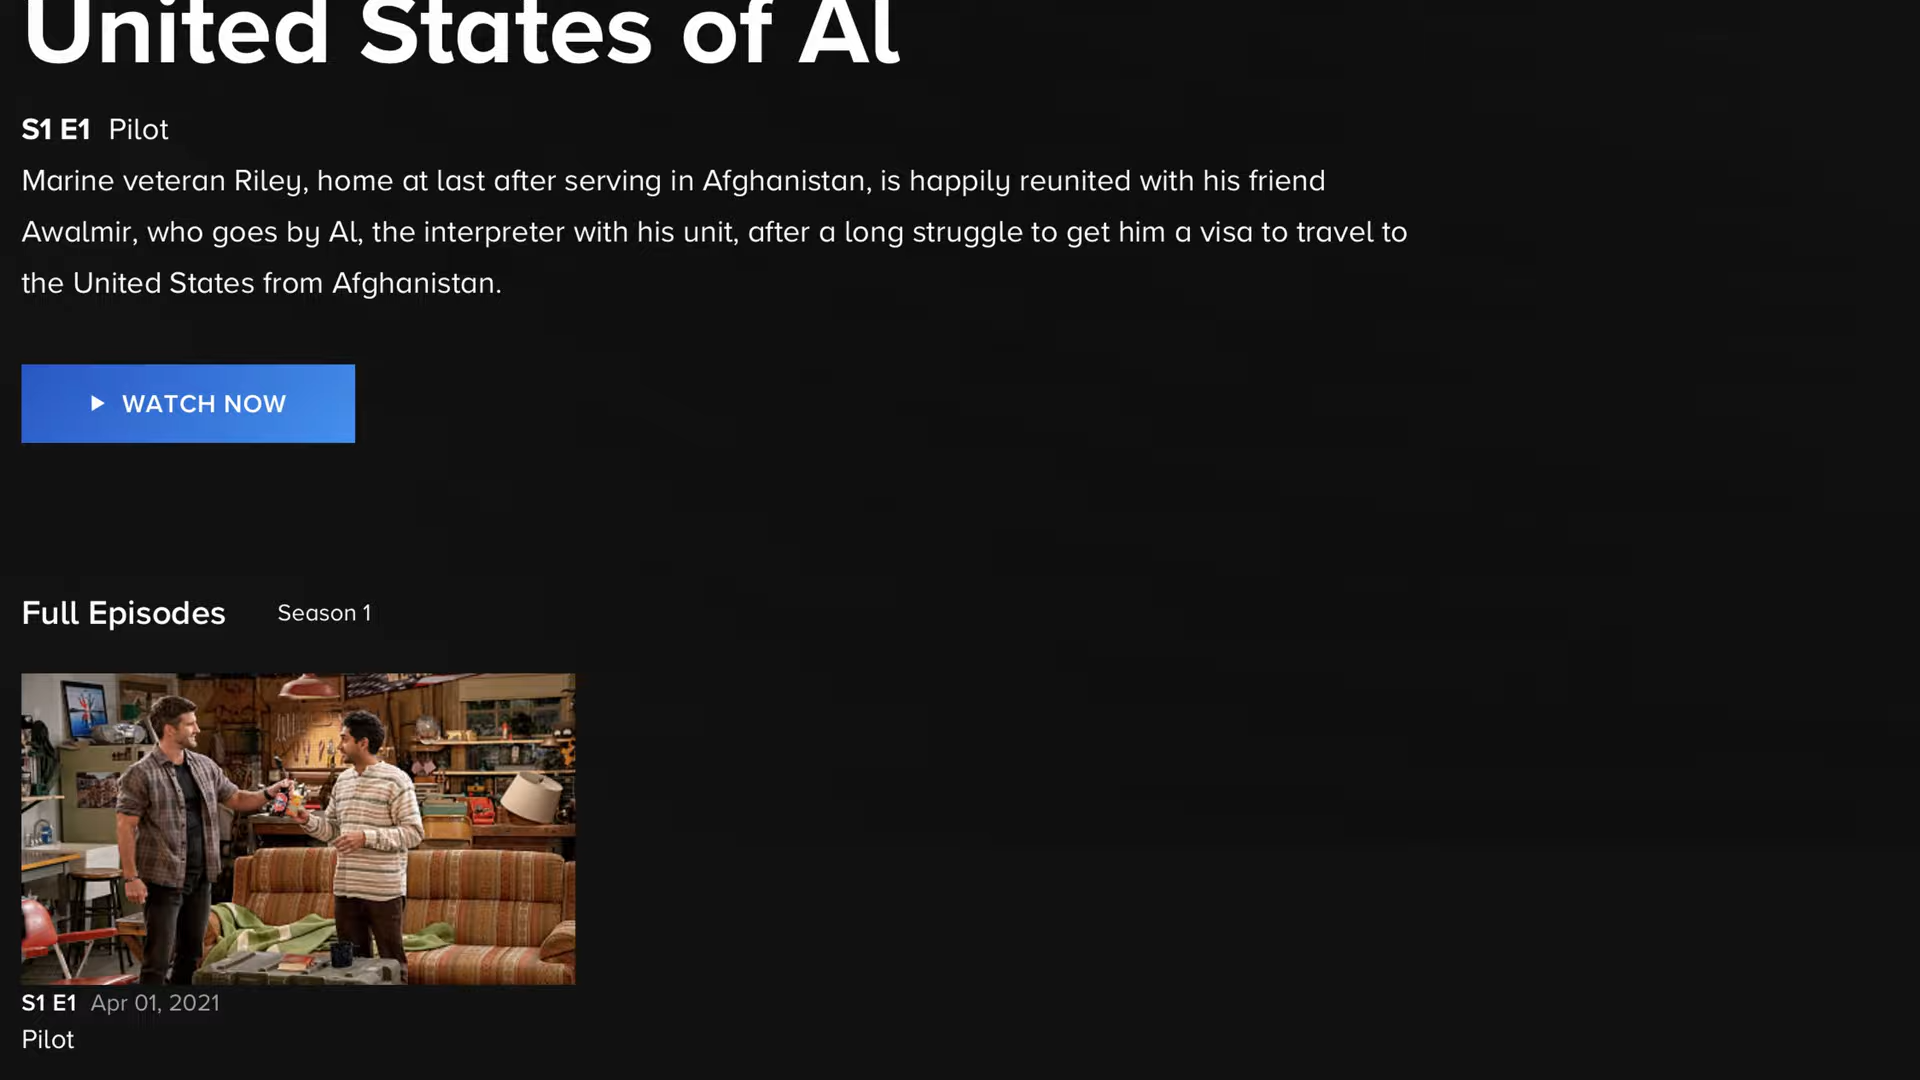 United States of Al
S1 E1 Pilot
Marine veteran Riley, home at last after serving in Afghanistan, is happily reunited with his friend
Awalmir, who goes by Al, the interpreter with his unit, after a long struggle to get him a visa to travel to
the United States from Afghanistan.
WATCH NOW
Full Episodes Season 1
S1 E1 Apr 01, 2021
Pilot